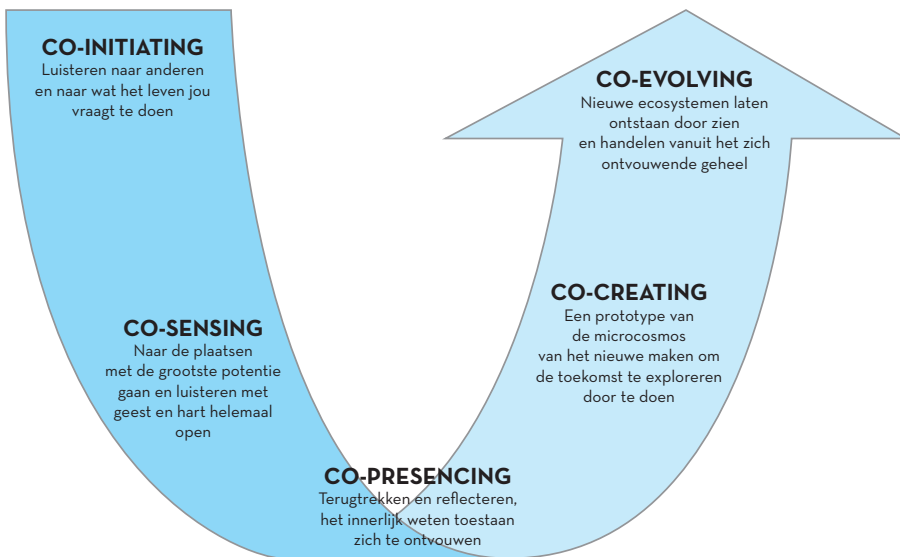 CO-INITIATING
Luisteren naar anderen
en naar wat het leven jou
vraagt te doen
CO-SENSING
Naar de plaatsen
met de grootste potentie
gaan en luisteren met
geest en hart helemaal
open
CO-PRESENCING
Terugtrekken en reflecteren,
het innerlijk weten toestaan
zich te ontvouwen
CO-CREATING
Een prototype van
de microcosmos
van het nieuwe maken om
de toekomst te exploreren
door te doen
CO-EVOLVING
Nieuwe ecosystemen laten
ontstaan door zien
en handelen vanuit het zich
ontvouwende geheel